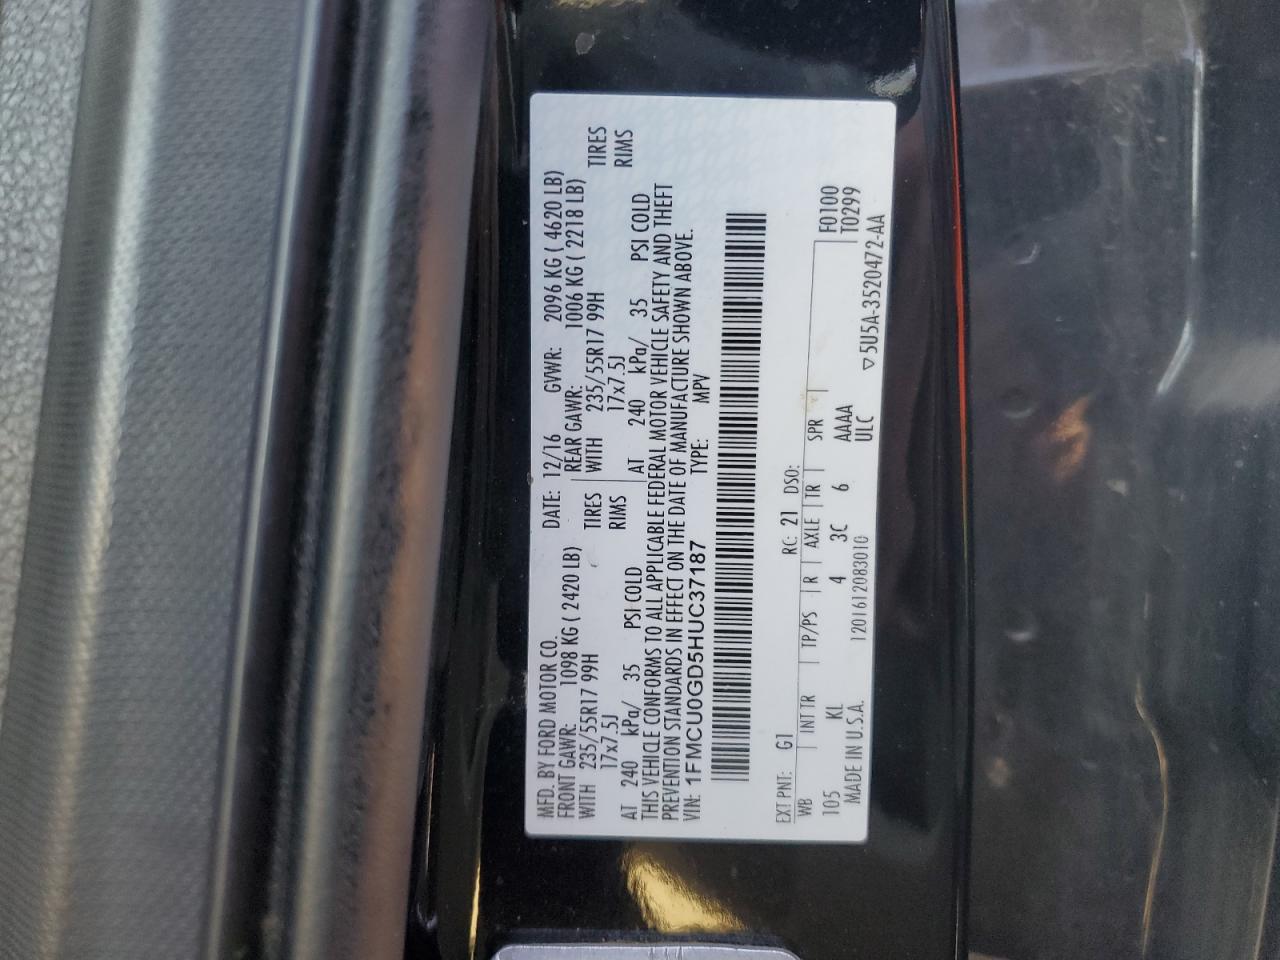 MFD. BY FORD MOTOR CO. DATE: 12/16 GVWR: 2096 KG ( 4620 LB)
FRONT GAWR: 1098 KG ( 2420 LB) REAR GAWR: 1006 KG ( 2218 LB)
WITH 235/55R17 99H TIRES WITH 235/55R17 99H TIRES
17x7.5J RIMS 17x7.5J RIMS
AT 240 kPa/ 35 PSI COLD AT 240 kPa/ 35 PSI COLD
THIS VEHICLE CONFORMS TO ALL APPLICABLE FEDERAL MOTOR VEHICLE SAFETY AND THEFT
PREVENTION STANDARDS IN EFFECT ON THE DATE OF MANUFACTURE SHOWN ABOVE.
VIN: 1FMCU0GD5HUC37187 TYPE: MPV
EXT PNT: G1 RC: 21 DSO:
WB INT TR TP/PS R AXLE TR SPR F0100
105 KL 4 3C 6 AAAA T0299
MADE IN U.S.A. 1201612083010 ULC ▽5U5A-3520472-AA